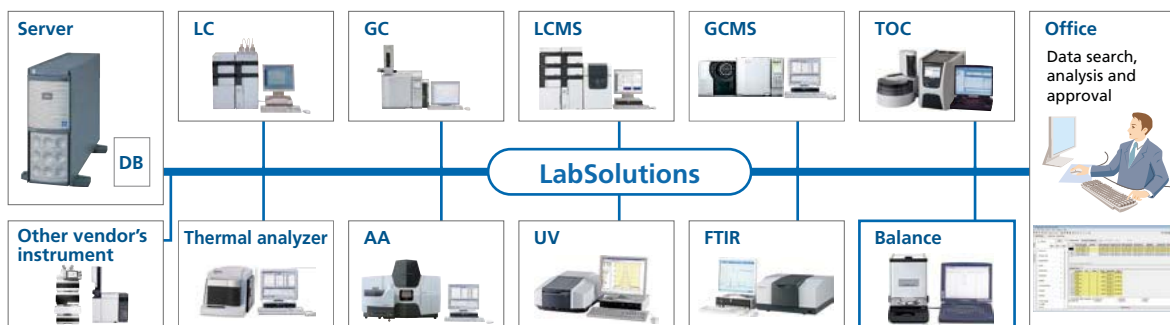 Server
DB
LC
GC
LCMS
GCMS
TOC
Office
Data search,
analysis and
approval
LabSolutions
Other vendor’s
instrument
Thermal analyzer
AA
UV
FTIR
Balance